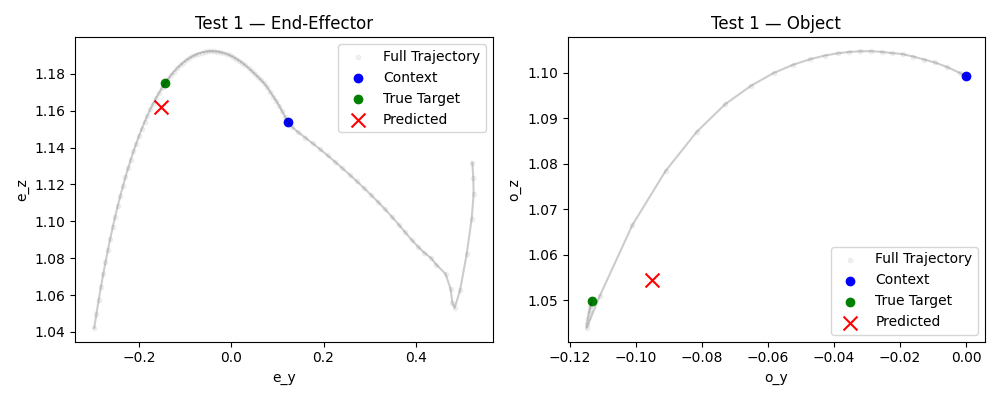 Test 1 — End-Effector
e_z
1.18
1.16
1.14
1.12
1.10
1.08
1.06
1.04
−0.2
0.0
0.2
0.4
e_y
Full Trajectory
Context
True Target
Predicted
Test 1 — Object
o_z
1.10
1.09
1.08
1.07
1.06
1.05
−0.12
−0.10
−0.08
−0.06
−0.04
−0.02
0.00
o_y
Full Trajectory
Context
True Target
Predicted